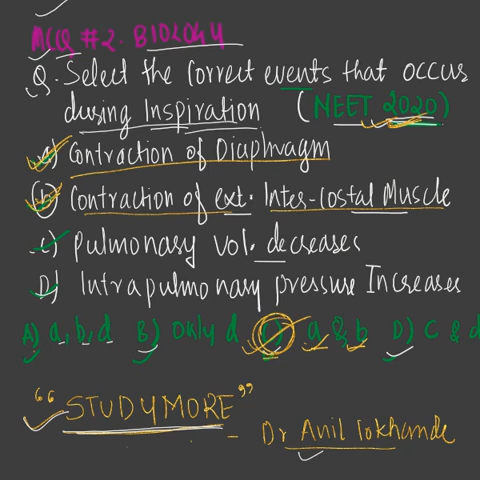 MCQ #2. BIOLOGY
Q. Select the Correct events that occur
during Inspiration (NEET 2020)
a) Contraction of Diaphragm
(b) Contraction of ext. Inter-costal Muscle
c) Pulmonary vol. decreases
D) Intrapulmonary pressure Increases
A) a, b, d B) Only d C) a & b D) C & d
“STUDYMORE”
- Dr Anil Lokhande